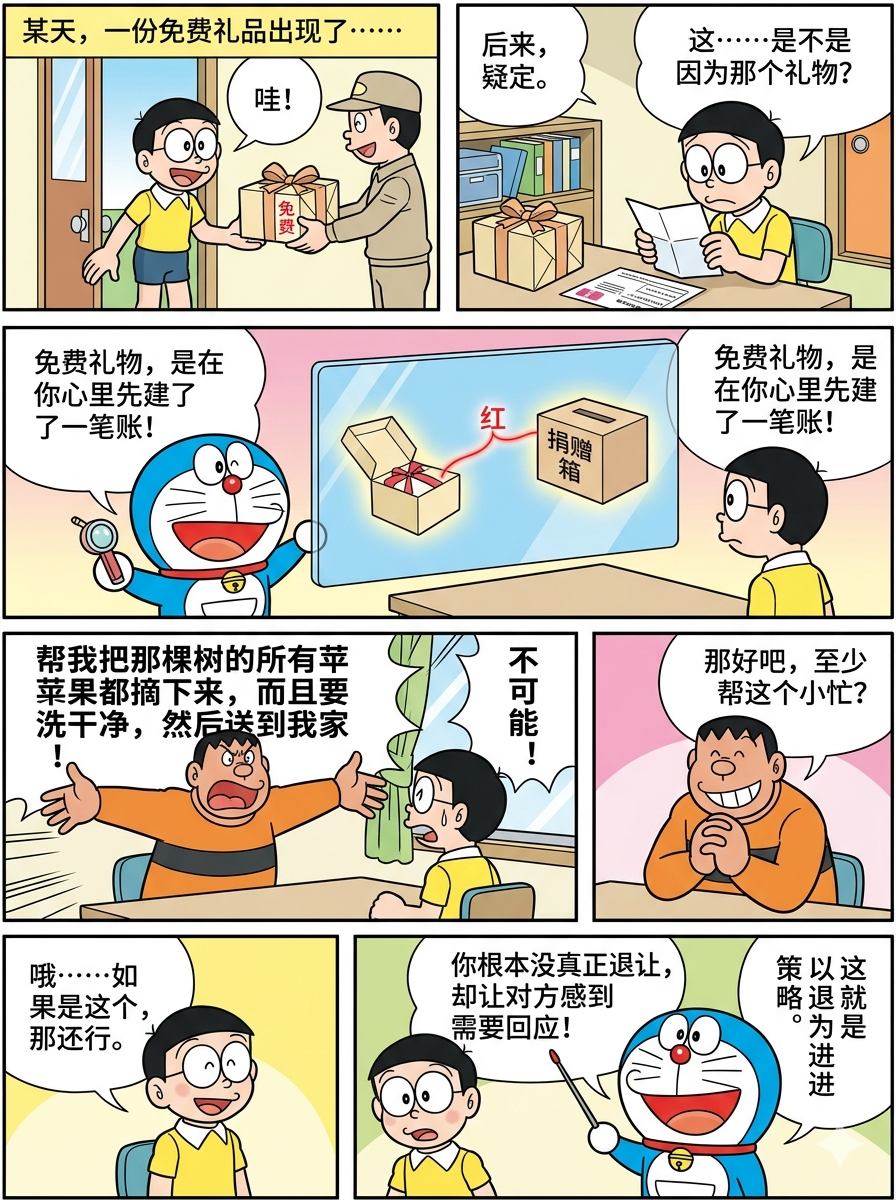 某天，一份免费礼品出现了……
哇！
免
费
后来，
疑定。
这……是不是
因为那个礼物？
免费礼物，是在
你心里先建了
了一笔账！
红
捐赠
箱
免费礼物，是
在你心里先建
了一笔账！
帮我把那棵树的所有苹
苹果都摘下来，而且要
洗干净，然后送到我家
！
不可能！
那好吧，至少
帮这个小忙？
哦……如
果是这个，
那还行。
你根本没真正退让，
却让对方感到
需要回应！
这就是
以退为进进
策略。